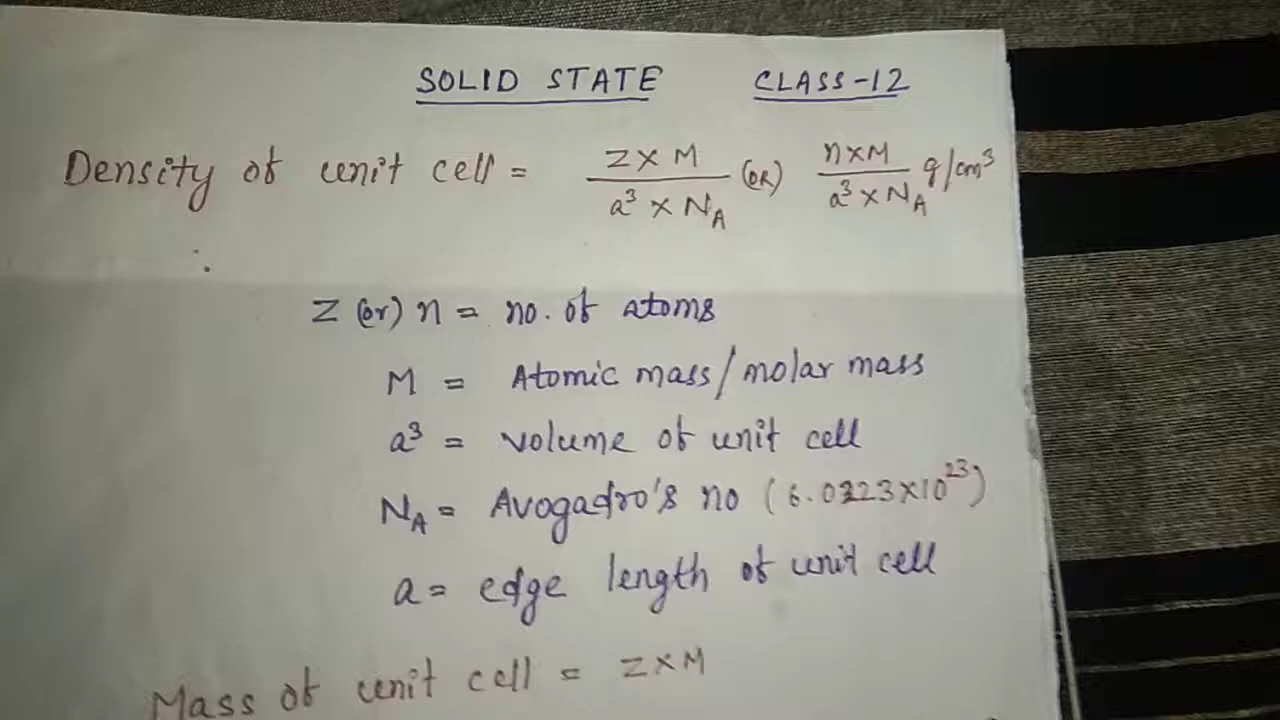 SOLID STATE CLASS-12
Density of unit cell = Z×M / a³×N_A (OR) n×M / a³×N_A g/cm³
Z (or) n = no. of atoms
M = Atomic mass/molar mass
a³ = volume of unit cell
N_A = Avogadro's no (6.0323×10²³)
a = edge length of unit cell
Mass of unit cell = Z×M